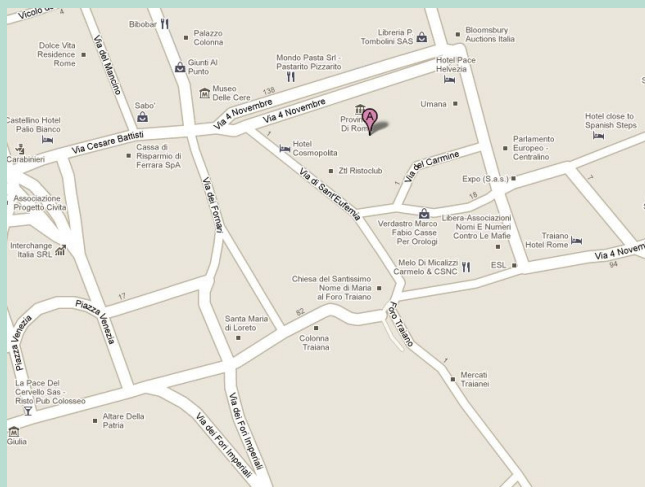 Vicolo
Bibobar
Palazzo
Colonna
Libreria P.
Tombolini SAS
Bloomsbury
Auctions Italia
Dolce Vita
Residence
Rome
Via del Mancino
Giunti Al
Punto
Mondo Pasta Srl -
Pastarito Pizzarito
Hotel Pace
Helvezia
Museo
Delle Cere
138
Via 4 Novembre
Via 4 Novembre
Umana
Sabo'
Provincia
Di Roma
A
Hotel close to
Spanish Steps
Castellino Hotel
Palio Bianco
Via Cesare Battisti
Carabinieri
Cassa di
Risparmio di
Ferrara SpA
1
Hotel
Cosmopolita
Parlamento
Europeo -
Centralino
Ztl Ristoclub
Via del Carmine
1
Expo (S.a.s.)
7
Via di Sant'Eufemia
18
Associazione
Progetto Civita
Via dei Fornari
Verdastro Marco
Fabio Casse
Per Orologi
Libera-Associazioni
Nomi E Numeri
Contro Le Mafie
Traiano
Hotel Rome
Interchange
Italia SRL
Via 4 Novem
94
Melo Di Micalizzi
Carmelo & CSNC
ESL
Chiesa del Santissimo
Nome di Maria
al Foro Traiano
17
Piazza Venezia
Piazza Venezia
Santa Maria
di Loreto
82
Foro Traiano
Colonna
Traiana
1
Mercati
Traianei
La Pace Del
Cervello Sas -
Risto Pub Colosseo
Altare Della
Patria
Giulia
Via dei Fori Imperiali
Via dei Fori Imperiali